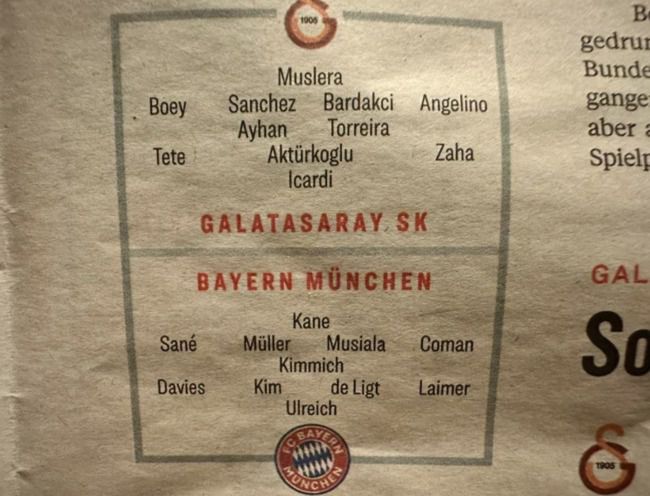 1905
Muslera
Boey Sanchez Bardakci Angelino
Ayhan Torreira
Tete Aktürkoglu Zaha
Icardi
GALATASARAY SK
BAYERN MÜNCHEN
Kane
Sané Müller Musiala Coman
Kimmich
Davies Kim de Ligt Laimer
Ulreich
FC BAYERN
MÜNCHEN
gedrun
Bunde
gange
aber a
Spielp
GAL
So
1905